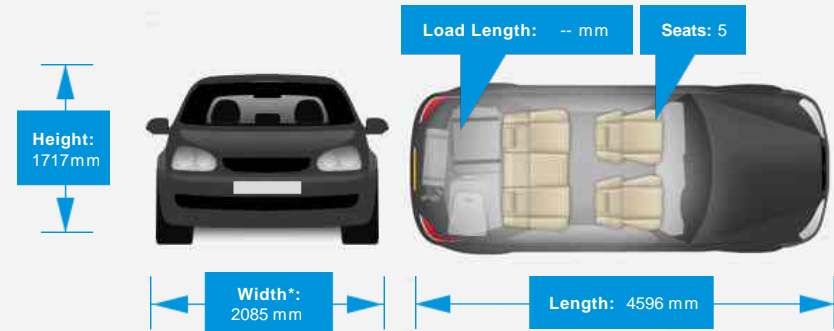 Load Length: -- mm
Seats: 5
Height:
1717mm
Width*:
2085 mm
Length: 4596 mm